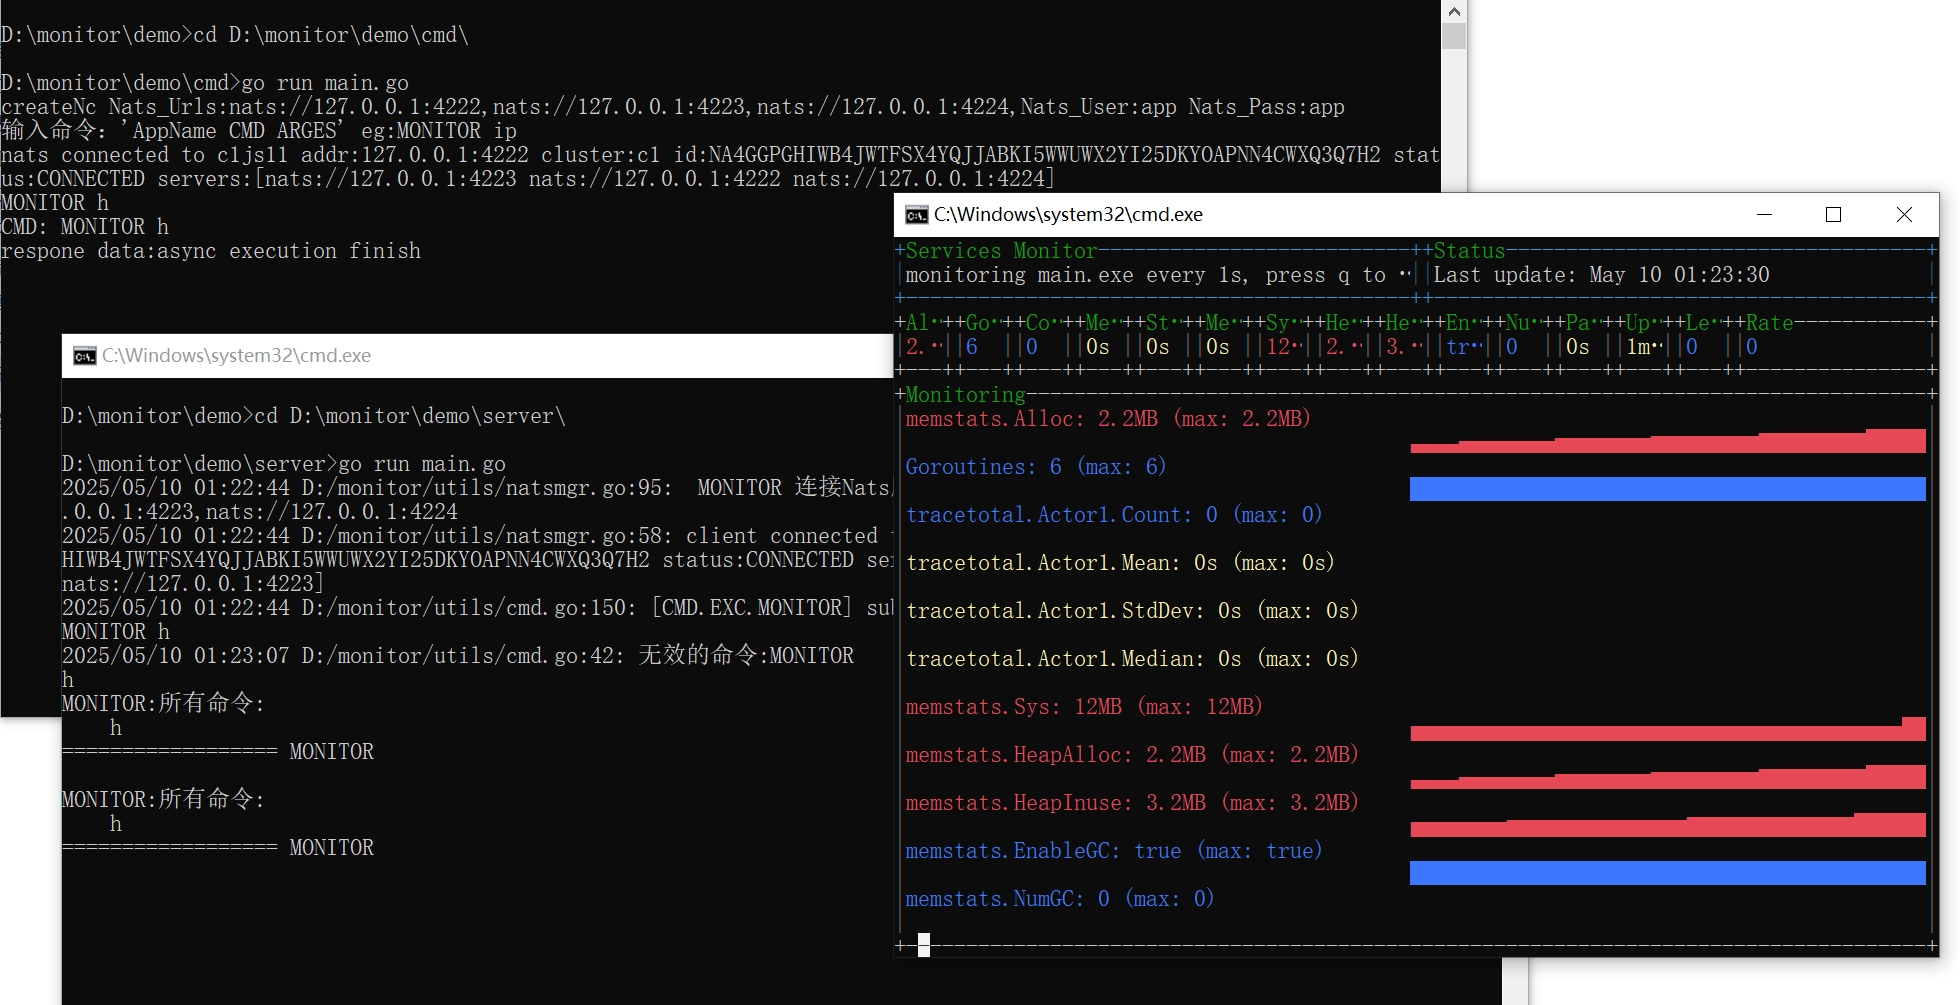 D:\monitor\demo>cd D:\monitor\demo\cmd\
D:\monitor\demo\cmd>go run main.go
createNc Nats_Urls:nats://127.0.0.1:4222,nats://127.0.0.1:4223,nats://127.0.0.1:4224,Nats_User:app Nats_Pass:app
输入命令: 'AppName CMD ARGES' eg:MONITOR ip
nats connected to cljsll addr:127.0.0.1:4222 cluster:c1 id:NA4GGPGHIWB4JWTFSX4YQJJABKI5WWUWX2YI25DKYOAPNN4CWXQ3Q7H2 stat
us:CONNECTED servers:[nats://127.0.0.1:4223 nats://127.0.0.1:4222 nats://127.0.0.1:4224]
MONITOR h
CMD: MONITOR h
respone data:async execution finish
C:\Windows\system32\cmd.exe
D:\monitor\demo>cd D:\monitor\demo\server\
D:\monitor\demo\server>go run main.go
2025/05/10 01:22:44 D:/monitor/utils/natsmgr.go:95:  MONITOR 连接Nats
.0.0.1:4223,nats://127.0.0.1:4224
2025/05/10 01:22:44 D:/monitor/utils/natsmgr.go:58: client connected
HIWB4JWTFSX4YQJJABKI5WWUWX2YI25DKYOAPNN4CWXQ3Q7H2 status:CONNECTED se
nats://127.0.0.1:4223]
2025/05/10 01:22:44 D:/monitor/utils/cmd.go:150: [CMD.EXC.MONITOR] su
MONITOR h
2025/05/10 01:23:07 D:/monitor/utils/cmd.go:42: 无效的命令:MONITOR
h
MONITOR:所有命令:
    h
================== MONITOR
MONITOR:所有命令:
    h
================== MONITOR
C:\Windows\system32\cmd.exe
Services Monitor
Status
monitoring main.exe every 1s, press q to ··
Last update: May 10 01:23:30
Al·· Go·· Co·· Me·· St·· Me·· Sy·· He·· He·· En·· Nu·· Pa·· Up·· Le·· Rate
2.·· 6 0 0s 0s 0s 12·· 2.·· 3.·· tr·· 0 0s 1m·· 0 0
Monitoring
memstats.Alloc: 2.2MB (max: 2.2MB)
Goroutines: 6 (max: 6)
tracetotal.Actor1.Count: 0 (max: 0)
tracetotal.Actor1.Mean: 0s (max: 0s)
tracetotal.Actor1.StdDev: 0s (max: 0s)
tracetotal.Actor1.Median: 0s (max: 0s)
memstats.Sys: 12MB (max: 12MB)
memstats.HeapAlloc: 2.2MB (max: 2.2MB)
memstats.HeapInuse: 3.2MB (max: 3.2MB)
memstats.EnableGC: true (max: true)
memstats.NumGC: 0 (max: 0)